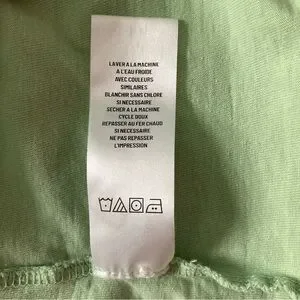 LAVER À LA MACHINE
A L'EAU FROIDE
AVEC COULEURS
SIMILAIRES
BLANCHIR SANS CHLORE
SI NECESSAIRE
SECHER A LA MACHINE
CYCLE DOUX
REPASSER AU FER CHAUD
SI NECESSAIRE
NE PAS REPASSER
L'IMPRESSION